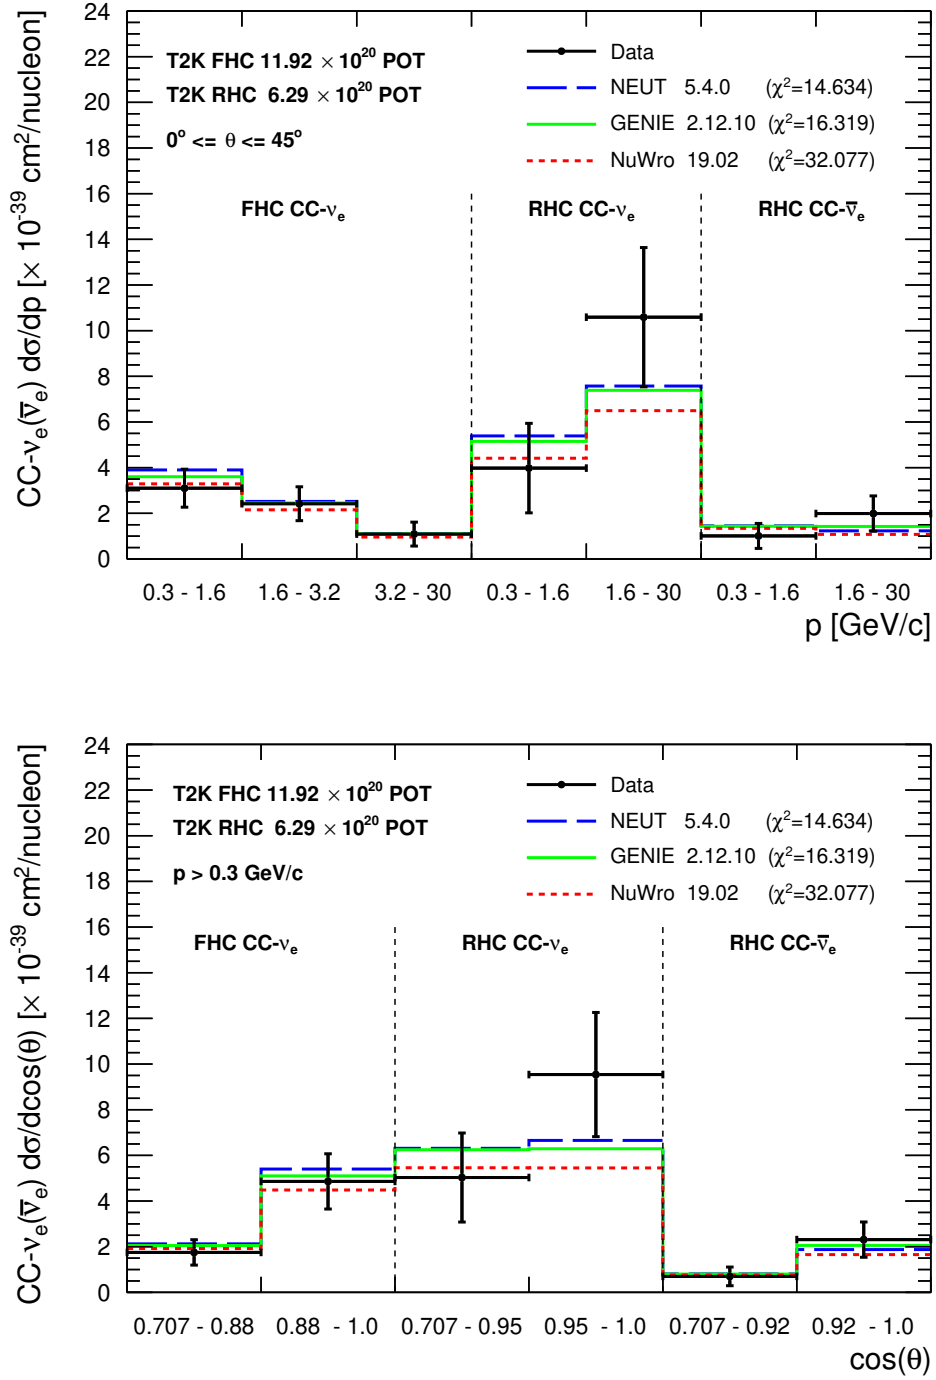 24
22
20
18
16
14
12
10
8
6
4
2
0
CC-νe(ν̅e) dσ/dp [× 10-39 cm2/nucleon]
T2K FHC 11.92 × 10²⁰ POT
T2K RHC 6.29 × 10²⁰ POT
0° <= θ <= 45°
Data
NEUT 5.4.0 (χ²=14.634)
GENIE 2.12.10 (χ²=16.319)
NuWro 19.02 (χ²=32.077)
FHC CC-νe RHC CC-νe RHC CC-ν̅e
0.3 - 1.6 1.6 - 3.2 3.2 - 30 0.3 - 1.6 1.6 - 30 0.3 - 1.6 1.6 - 30
p [GeV/c]
24
22
20
18
16
14
12
10
8
6
4
2
0
CC-νe(ν̅e) dσ/dcos(θ) [× 10-39 cm2/nucleon]
T2K FHC 11.92 × 10²⁰ POT
T2K RHC 6.29 × 10²⁰ POT
p > 0.3 GeV/c
Data
NEUT 5.4.0 (χ²=14.634)
GENIE 2.12.10 (χ²=16.319)
NuWro 19.02 (χ²=32.077)
FHC CC-νe RHC CC-νe RHC CC-ν̅e
0.707 - 0.88 0.88 - 1.0 0.707 - 0.95 0.95 - 1.0 0.707 - 0.92 0.92 - 1.0
cos(θ)